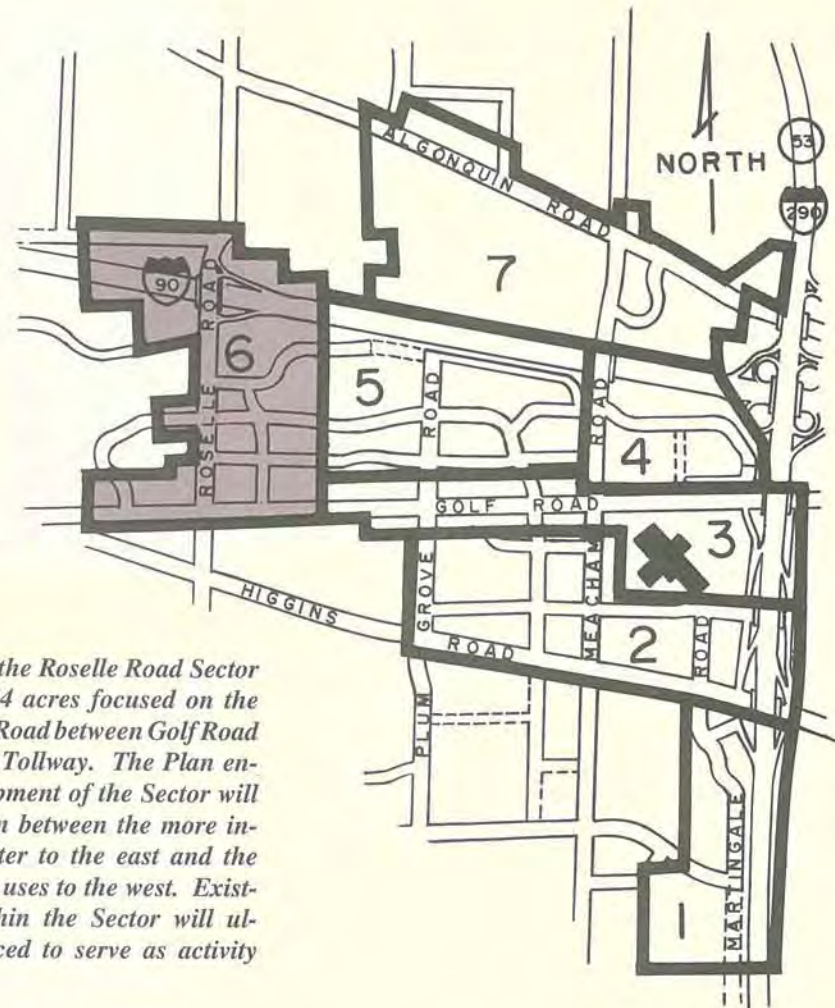 53
NORTH
290
ALGONQUIN ROAD
7
90
ROSELLE ROAD
6
5
ROAD
ROAD
4
GOLF ROAD
3
HIGGINS ROAD
GROVE
MEACHAM
2
ROAD
PLUM
MARTINGALE
1
the Roselle Road Sector
4 acres focused on the
Road between Golf Road
Tollway. The Plan en-
pment of the Sector will
n between the more in-
ter to the east and the
uses to the west. Exist-
hin the Sector will ul-
ced to serve as activity